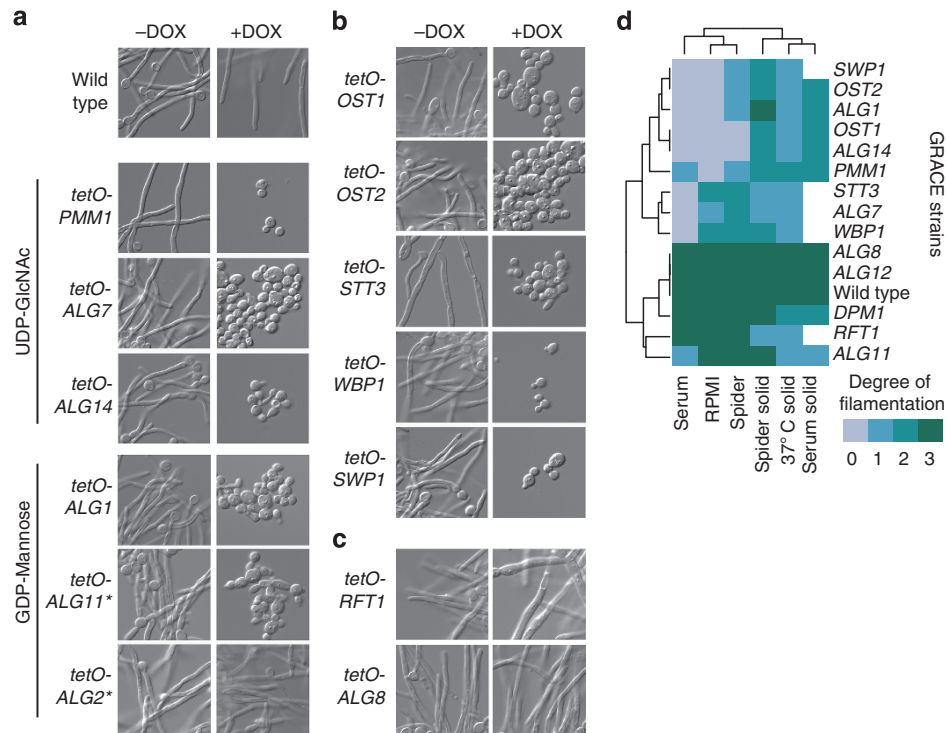 a
–DOX
+DOX
Wild
type
UDP-GlcNAc
tetO-
PMM1
tetO-
ALG7
tetO-
ALG14
GDP-Mannose
tetO-
ALG1
tetO-
ALG11*
tetO-
ALG2*
b
–DOX
+DOX
tetO-
OST1
tetO-
OST2
tetO-
STT3
tetO-
WBP1
tetO-
SWP1
c
tetO-
RFT1
tetO-
ALG8
d
SWP1
OST2
ALG1
OST1
ALG14
PMM1
STT3
ALG7
WBP1
ALG8
ALG12
Wild type
DPM1
RFT1
ALG11
GRACE strains
Serum
RPMI
Spider
Spider solid
37° C solid
Serum solid
Degree of
filamentation
0 1 2 3